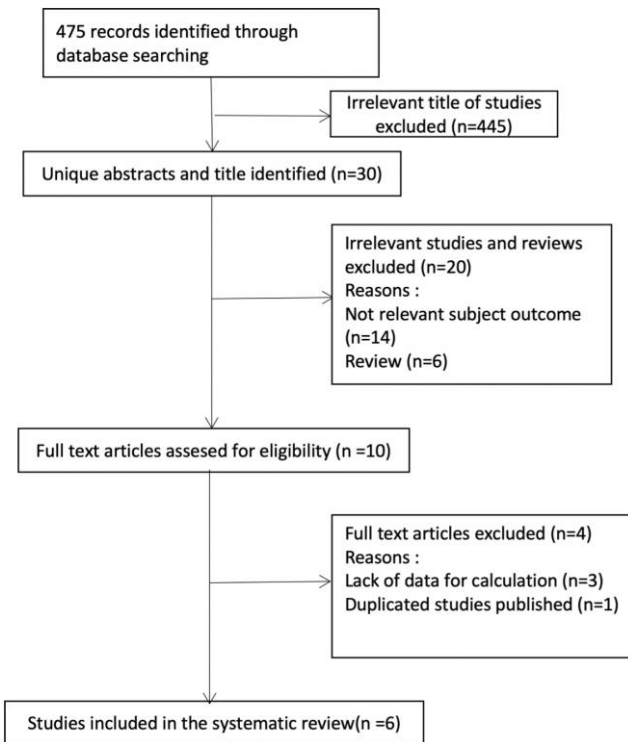 475 records identified through
database searching
Irrelevant title of studies
excluded (n=445)
Unique abstracts and title identified (n=30)
Irrelevant studies and reviews
excluded (n=20)
Reasons :
Not relevant subject outcome
(n=14)
Review (n=6)
Full text articles assesed for eligibility (n =10)
Full text articles excluded (n=4)
Reasons :
Lack of data for calculation (n=3)
Duplicated studies published (n=1)
Studies included in the systematic review(n =6)